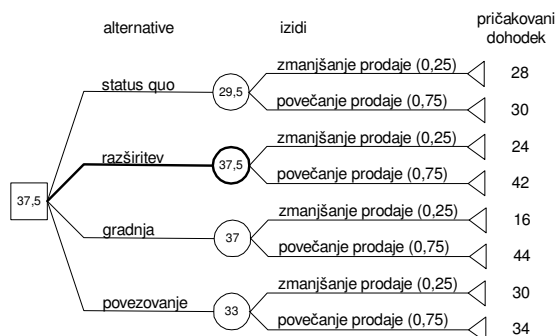 alternative izidi pričakovani dohodek
zmanjšanje prodaje (0,25) 28
status quo 29,5
povečanje prodaje (0,75) 30
zmanjšanje prodaje (0,25) 24
razširitev 37,5
povečanje prodaje (0,75) 42
37,5
zmanjšanje prodaje (0,25) 16
gradnja 37
povečanje prodaje (0,75) 44
zmanjšanje prodaje (0,25) 30
povezovanje 33
povečanje prodaje (0,75) 34